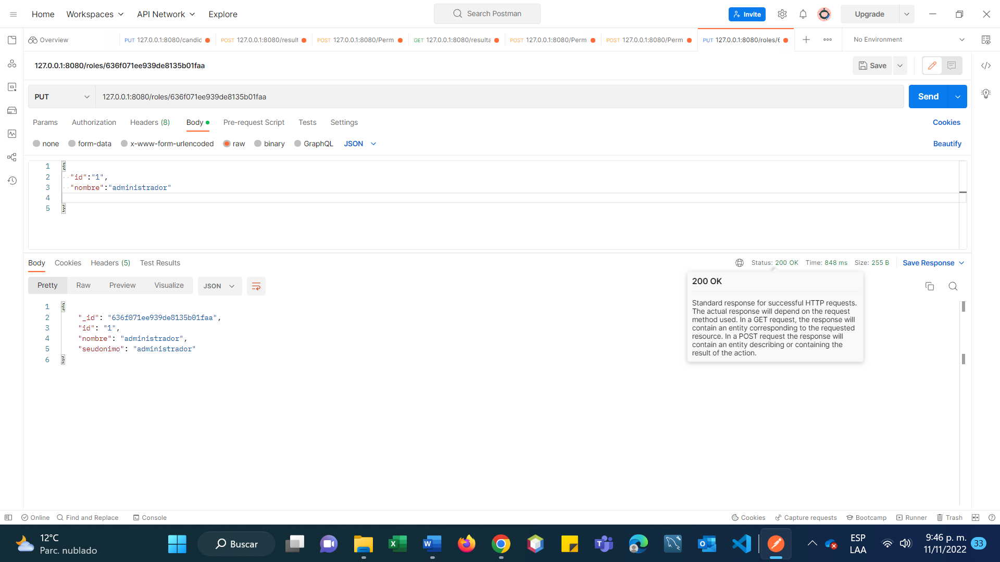 Home
Workspaces
API Network
Explore
Search Postman
Invite
Upgrade
Overview
PUT 127.0.0.1:8080/candid
POST 127.0.0.1:8080/result
POST 127.0.0.1:8080/Perm
GET 127.0.0.1:8080/resulta
POST 127.0.0.1:8080/Perm
POST 127.0.0.1:8080/Perm
PUT 127.0.0.1:8080/roles/6
No Environment
127.0.0.1:8080/roles/636f071ee939de8135b01faa
Save
PUT
127.0.0.1:8080/roles/636f071ee939de8135b01faa
Send
Params
Authorization
Headers (8)
Body
Pre-request Script
Tests
Settings
Cookies
none
form-data
x-www-form-urlencoded
raw
binary
GraphQL
JSON
Beautify
1 {
2 "id":"1",
3 "nombre":"administrador"
4
5 }
Body
Cookies
Headers (5)
Test Results
Status: 200 OK
Time: 848 ms
Size: 255 B
Save Response
Pretty
Raw
Preview
Visualize
JSON
200 OK
Standard response for successful HTTP requests.
The actual response will depend on the request
method used. In a GET request, the response will
contain an entity corresponding to the requested
resource. In a POST request the response will
contain an entity describing or containing the
result of the action.
1 {
2 "_id": "636f071ee939de8135b01faa",
3 "id": "1",
4 "nombre": "administrador",
5 "seudonimo": "administrador"
6 }
Online
Find and Replace
Console
Cookies
Capture requests
Bootcamp
Runner
Trash
12°C
Parc. nublado
Buscar
ESP
LAA
9:46 p. m.
11/11/2022
33